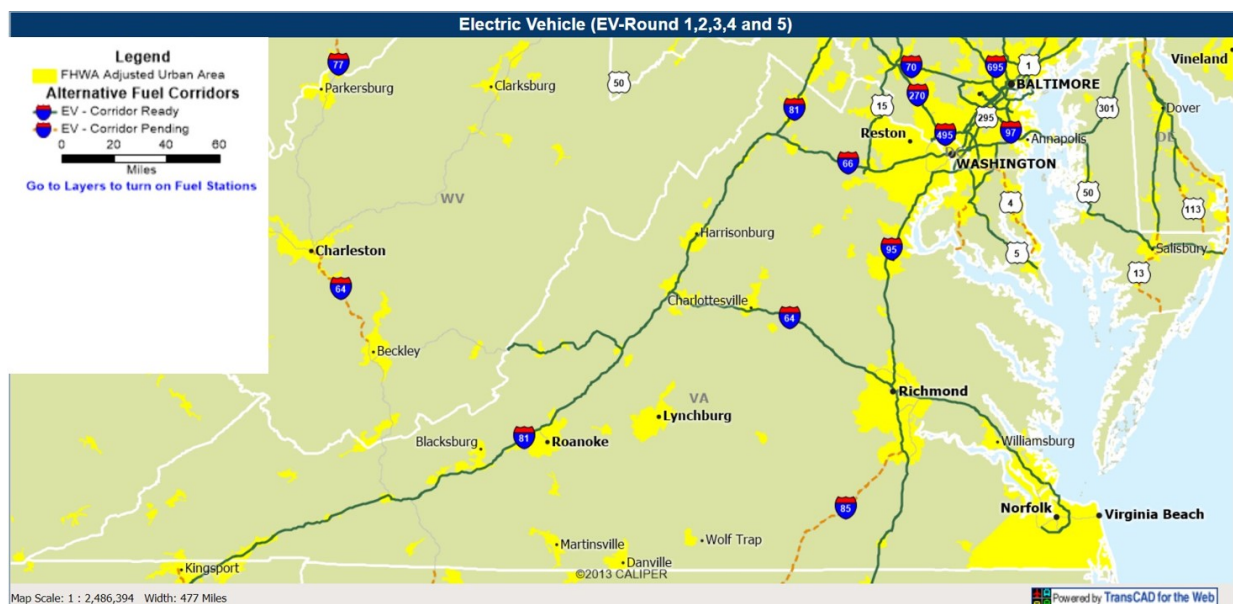 Electric Vehicle (EV-Round 1,2,3,4 and 5)
Legend
FHWA Adjusted Urban Area
Alternative Fuel Corridors
EV - Corridor Ready
EV - Corridor Pending
0 20 40 60
Miles
Go to Layers to turn on Fuel Stations
77
Parkersburg
Clarksburg
50
70
695
1
Vineland
BALTIMORE
81
15
270
295
301
Dover
Reston
495
97
Annapolis
DE
66
WASHINGTON
WV
50
4
113
Harrisonburg
Charleston
95
5
Salisbury
13
64
Charlottesville
64
Beckley
VA
Richmond
Lynchburg
Blacksburg
81
Roanoke
Williamsburg
85
Norfolk
Virginia Beach
Martinsville
Wolf Trap
Danville
Kingsport
©2013 CALIPER
Map Scale: 1 : 2,486,394 Width: 477 Miles
Powered by TransCAD for the Web